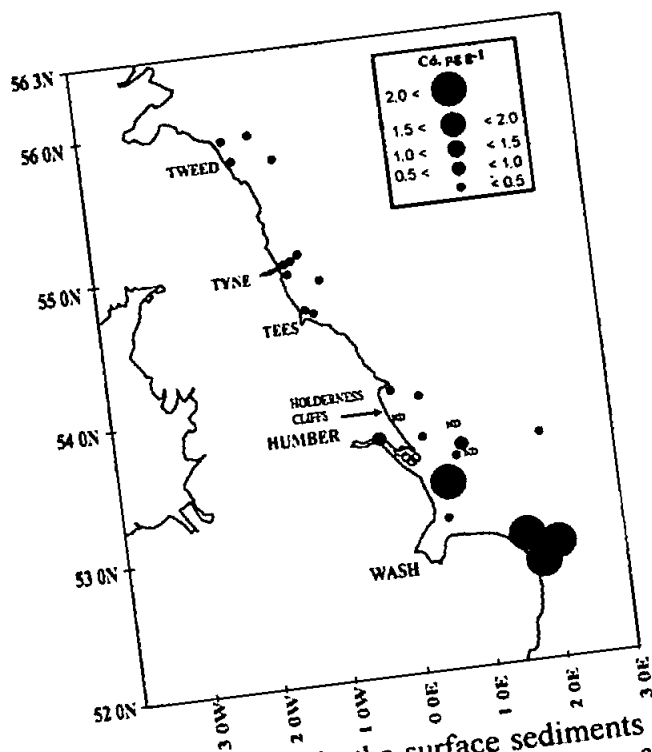 56 3N
Cd, µg g-1
2.0 <
56 0N
1.5 < < 2.0
1.0 < < 1.5
0.5 < < 1.0
< 0.5
TWEED
TYNE
55 0N
TEES
HOLDERNESS
CLIFFS
ND
ND
54 0N
HUMBER
ND
WASH
53 0N
52 0N
3 0W
2 0W
1 0W
0 0E
1 0E
2 0E
3 0E
the surface sediments